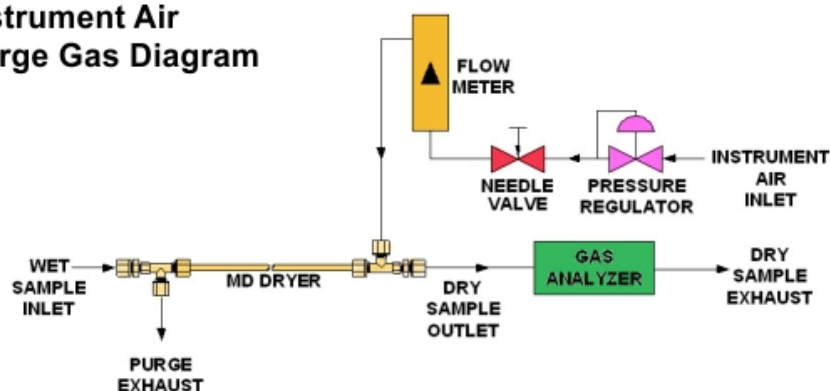 strument Air
rge Gas Diagram
FLOW
METER
NEEDLE
VALVE
PRESSURE
REGULATOR
INSTRUMENT
AIR
INLET
WET
SAMPLE
INLET
MD DRYER
PURGE
EXHAUST
DRY
SAMPLE
OUTLET
GAS
ANALYZER
DRY
SAMPLE
EXHAUST